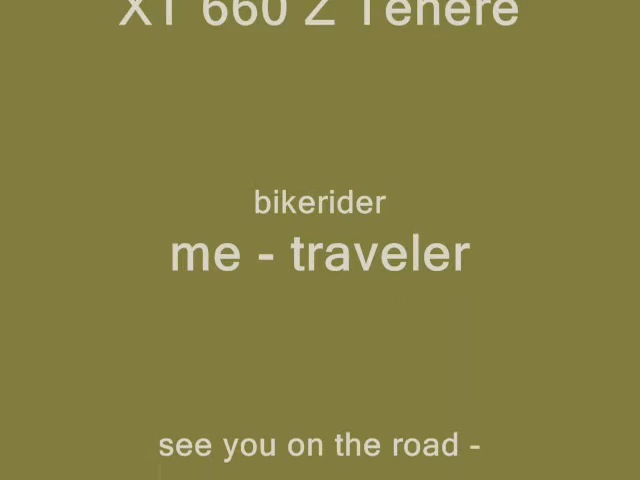 XT 660 Z Tenere
bikerider
me - traveler
see you on the road -